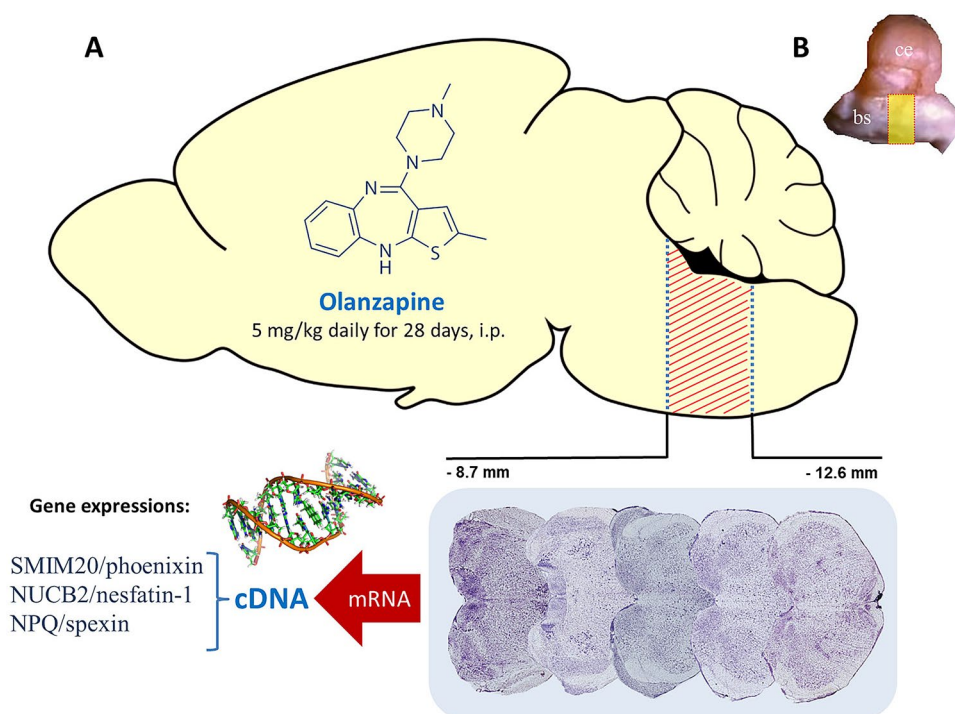 A
B
ce
bs
N
N
N
N
H
S
Olanzapine
5 mg/kg daily for 28 days, i.p.
- 8.7 mm
- 12.6 mm
Gene expressions:
SMIM20/phoenixin
NUCB2/nesfatin-1
NPQ/spexin
cDNA
mRNA